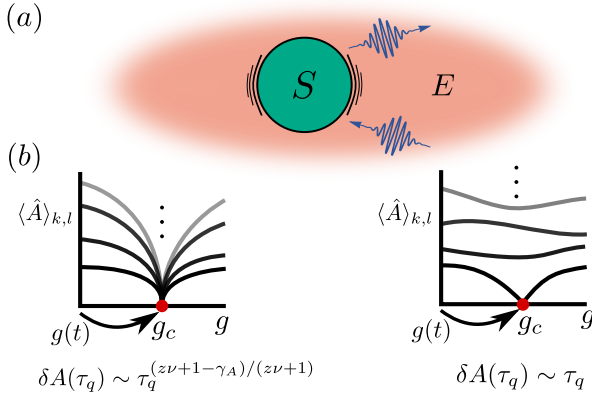 (a)
S
E
(b)
⟨Â⟩k,l
⋮
g(t)
g_c
g
δA(τ_q) ∼ τ_q^{(zν+1−γ_A)/(zν+1)}
⟨Â⟩k,l
⋮
g(t)
g_c
g
δA(τ_q) ∼ τ_q